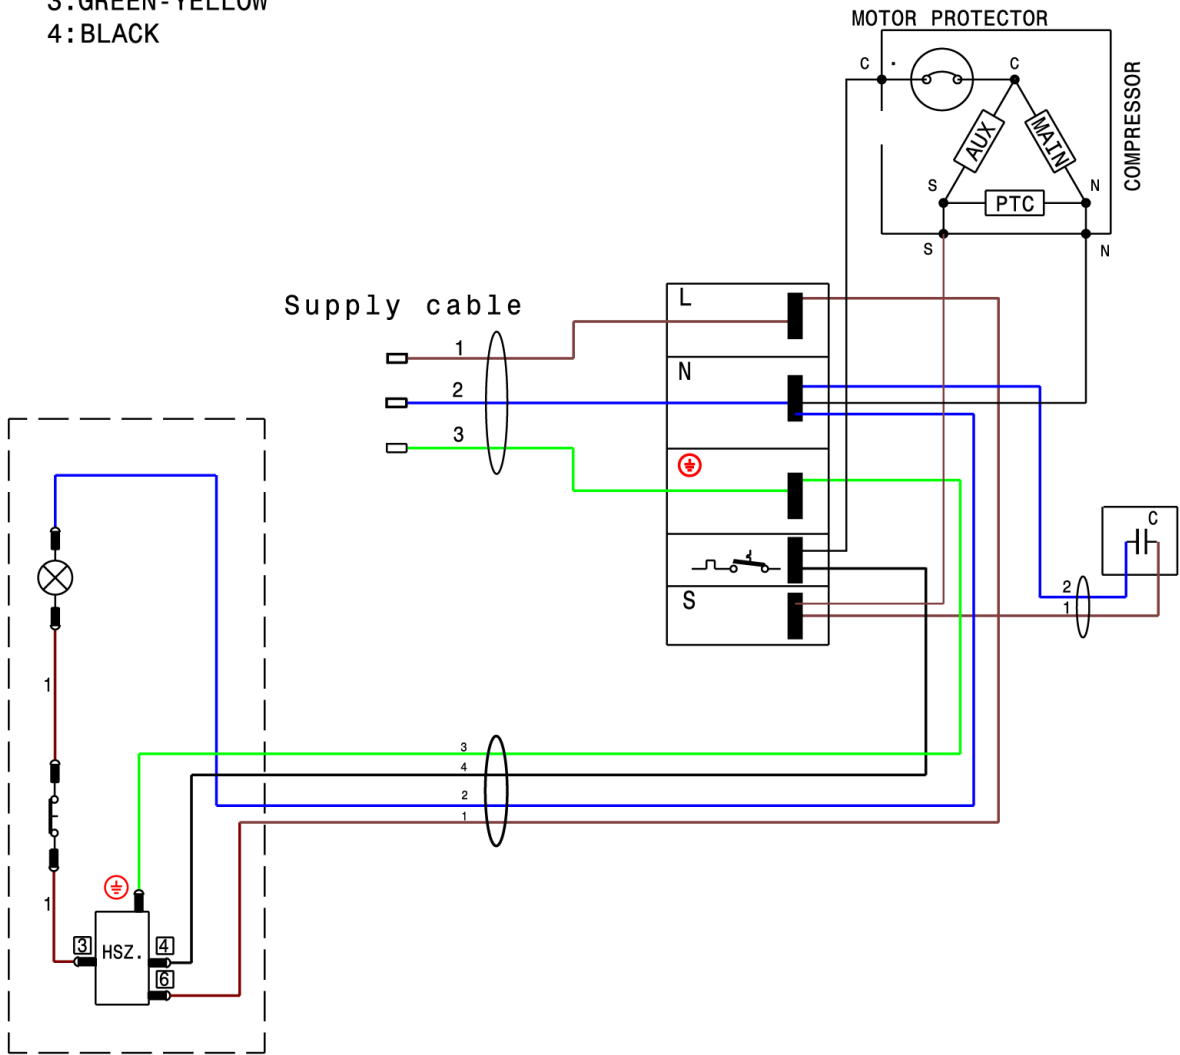 3:GREEN-YELLOW
4:BLACK
MOTOR PROTECTOR
COMPRESSOR
C
C
AUX
MAIN
S
N
PTC
S
N
Supply cable
L
1
N
2
3
C
S
2
1
1
3
4
2
1
1
3
HSZ.
4
6